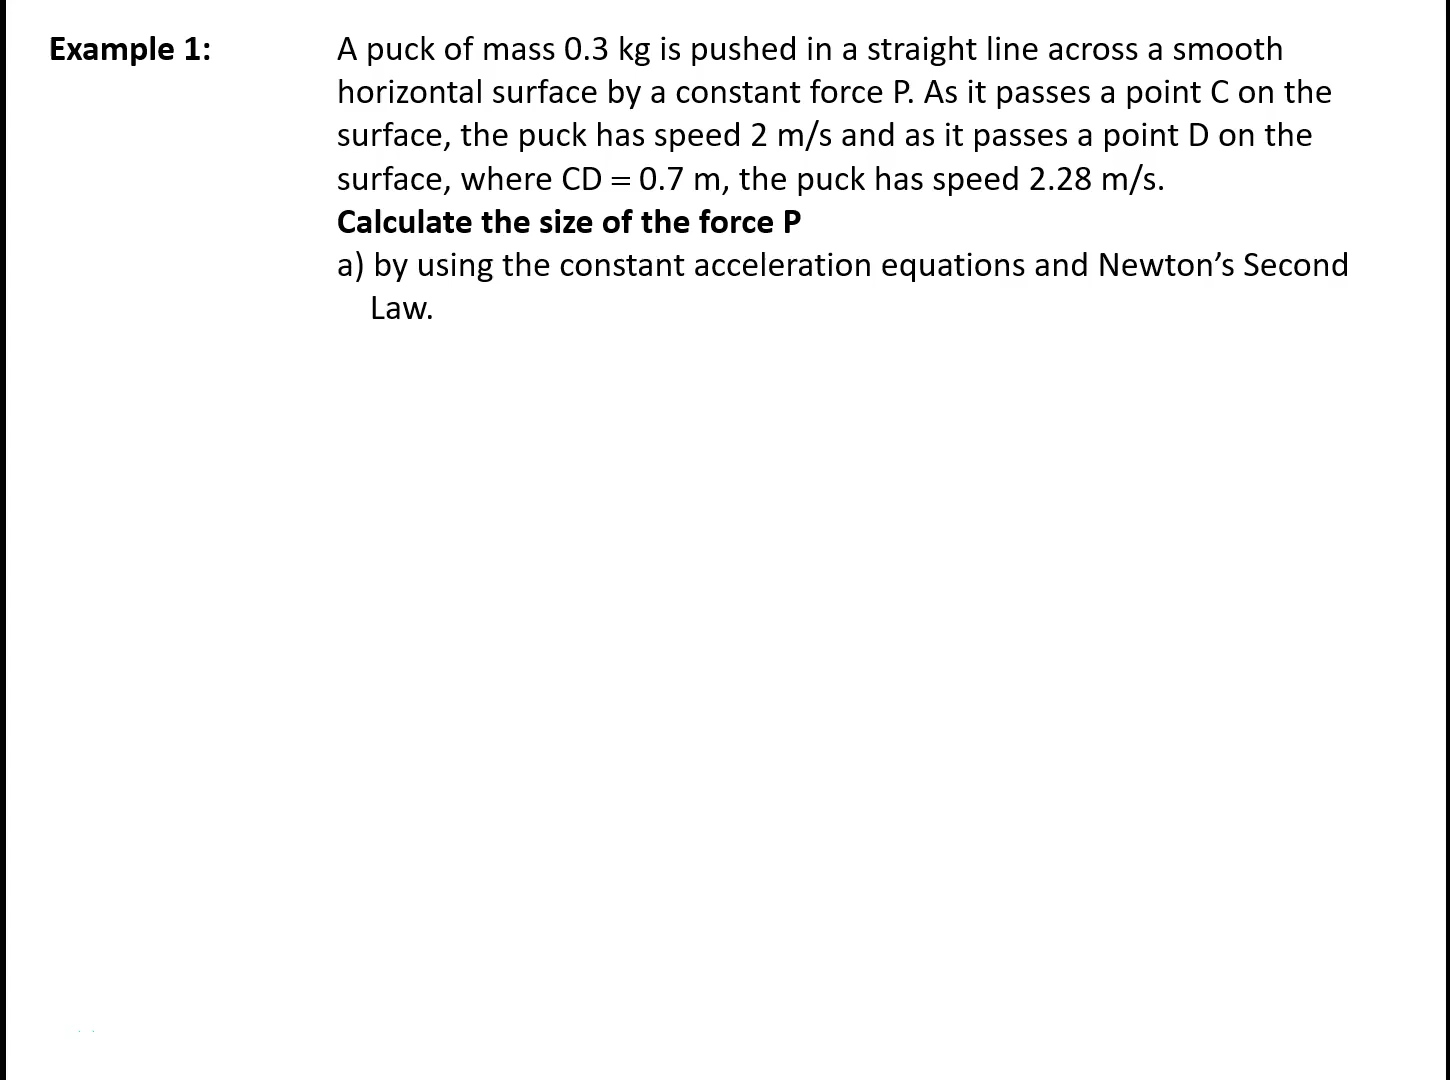 Example 1: A puck of mass 0.3 kg is pushed in a straight line across a smooth
horizontal surface by a constant force P. As it passes a point C on the
surface, the puck has speed 2 m/s and as it passes a point D on the
surface, where CD = 0.7 m, the puck has speed 2.28 m/s.
Calculate the size of the force P
a) by using the constant acceleration equations and Newton’s Second
Law.